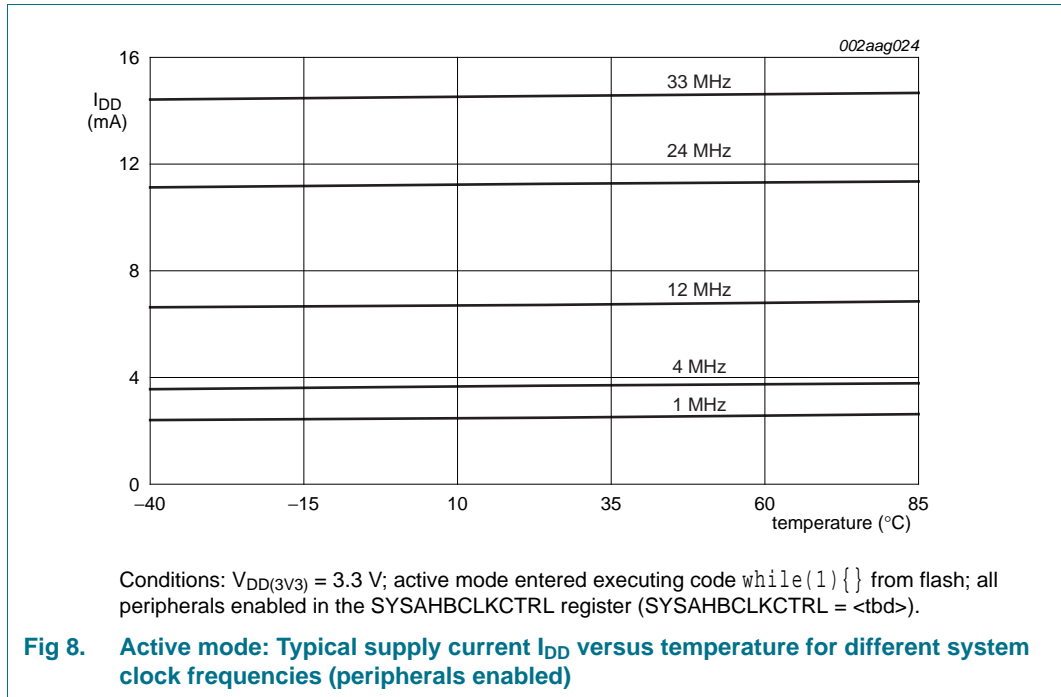 002aag024
16
IDD
(mA)
33 MHz
12
24 MHz
8
12 MHz
4
4 MHz
1 MHz
0
−40
−15
10
35
60
85
temperature (°C)
Conditions: VDD(3V3) = 3.3 V; active mode entered executing code while(1){} from flash; all
peripherals enabled in the SYSAHBCLKCTRL register (SYSAHBCLKCTRL = <tbd>).
Fig 8. Active mode: Typical supply current IDD versus temperature for different system
clock frequencies (peripherals enabled)